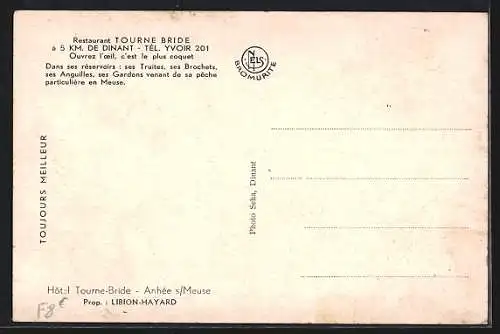 Restaurant TOURNE BRIDE
à 5 KM. DE DINANT - TÉL. YVOIR 201
Ouvrez l'œil, c'est le plus coquet
Dans ses réservoirs : ses Truites, ses Brochets,
ses Anguilles, ses Gardons venant de sa pêche
particulière en Meuse.
NELS
BROMURITE
TOUJOURS MEILLEUR
Photo Seha, Dinant
Hôtel Tourne-Bride - Anhée s/Meuse
Prop. : LIBION-HAYARD
F8€